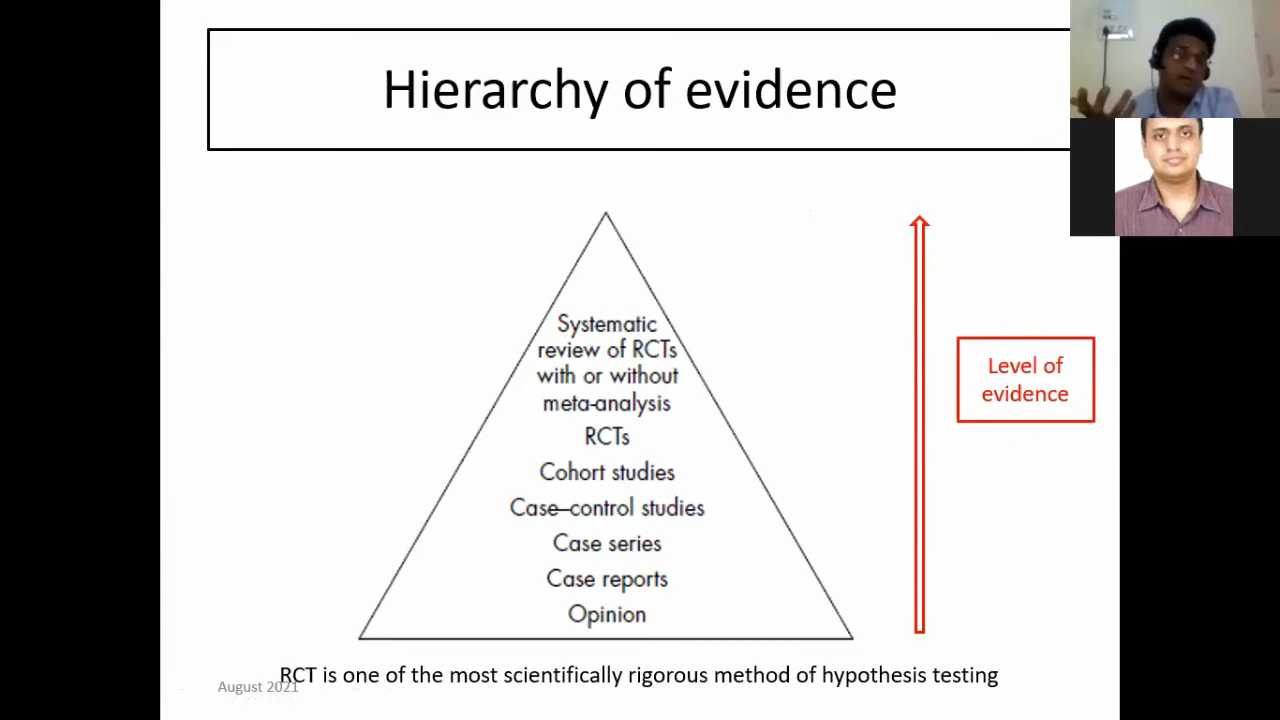 Hierarchy of evidence
Systematic
review of RCTs
with or without
meta-analysis
RCTs
Cohort studies
Case–control studies
Case series
Case reports
Opinion
Level of
evidence
RCT is one of the most scientifically rigorous method of hypothesis testing
August 2021